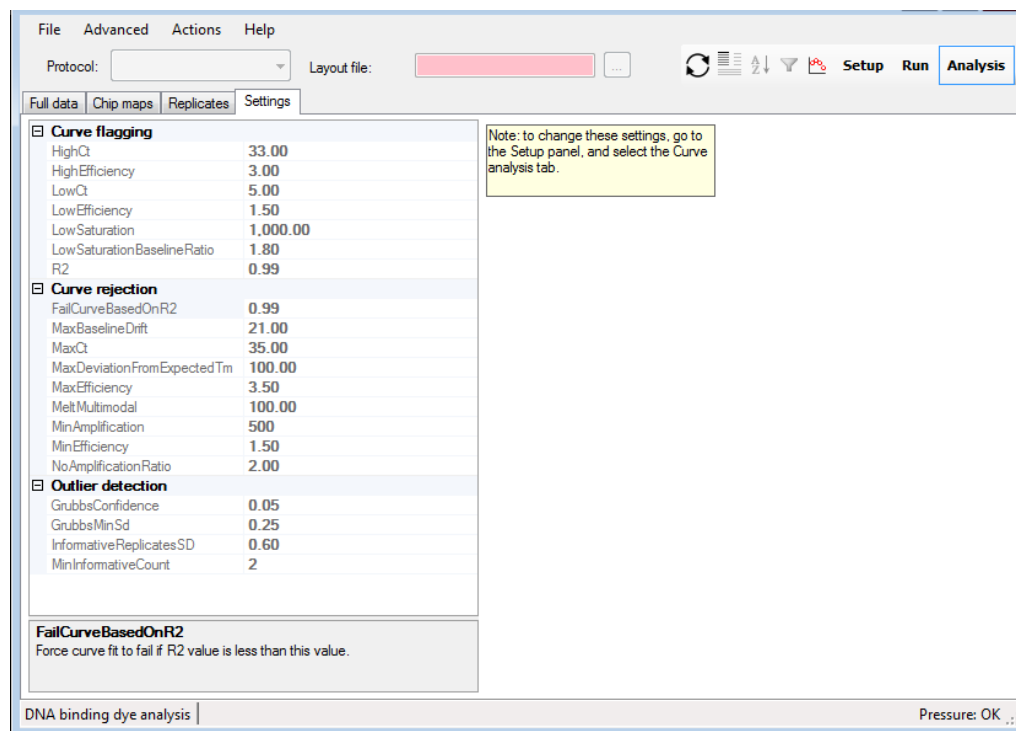 File Advanced Actions Help
Protocol: Layout file: ... Setup Run Analysis
Full data Chip maps Replicates Settings
Curve flagging
HighCt 33.00
HighEfficiency 3.00
LowCt 5.00
LowEfficiency 1.50
LowSaturation 1,000.00
LowSaturationBaselineRatio 1.80
R2 0.99
Curve rejection
FailCurveBasedOnR2 0.99
MaxBaselineDrift 21.00
MaxCt 35.00
MaxDeviationFromExpectedTm 100.00
MaxEfficiency 3.50
MeltMultimodal 100.00
MinAmplification 500
MinEfficiency 1.50
NoAmplificationRatio 2.00
Outlier detection
GrubbsConfidence 0.05
GrubbsMinSd 0.25
InformativeReplicatesSD 0.60
MinInformativeCount 2
Note: to change these settings, go to
the Setup panel, and select the Curve
analysis tab.
FailCurveBasedOnR2
Force curve fit to fail if R2 value is less than this value.
DNA binding dye analysis Pressure: OK